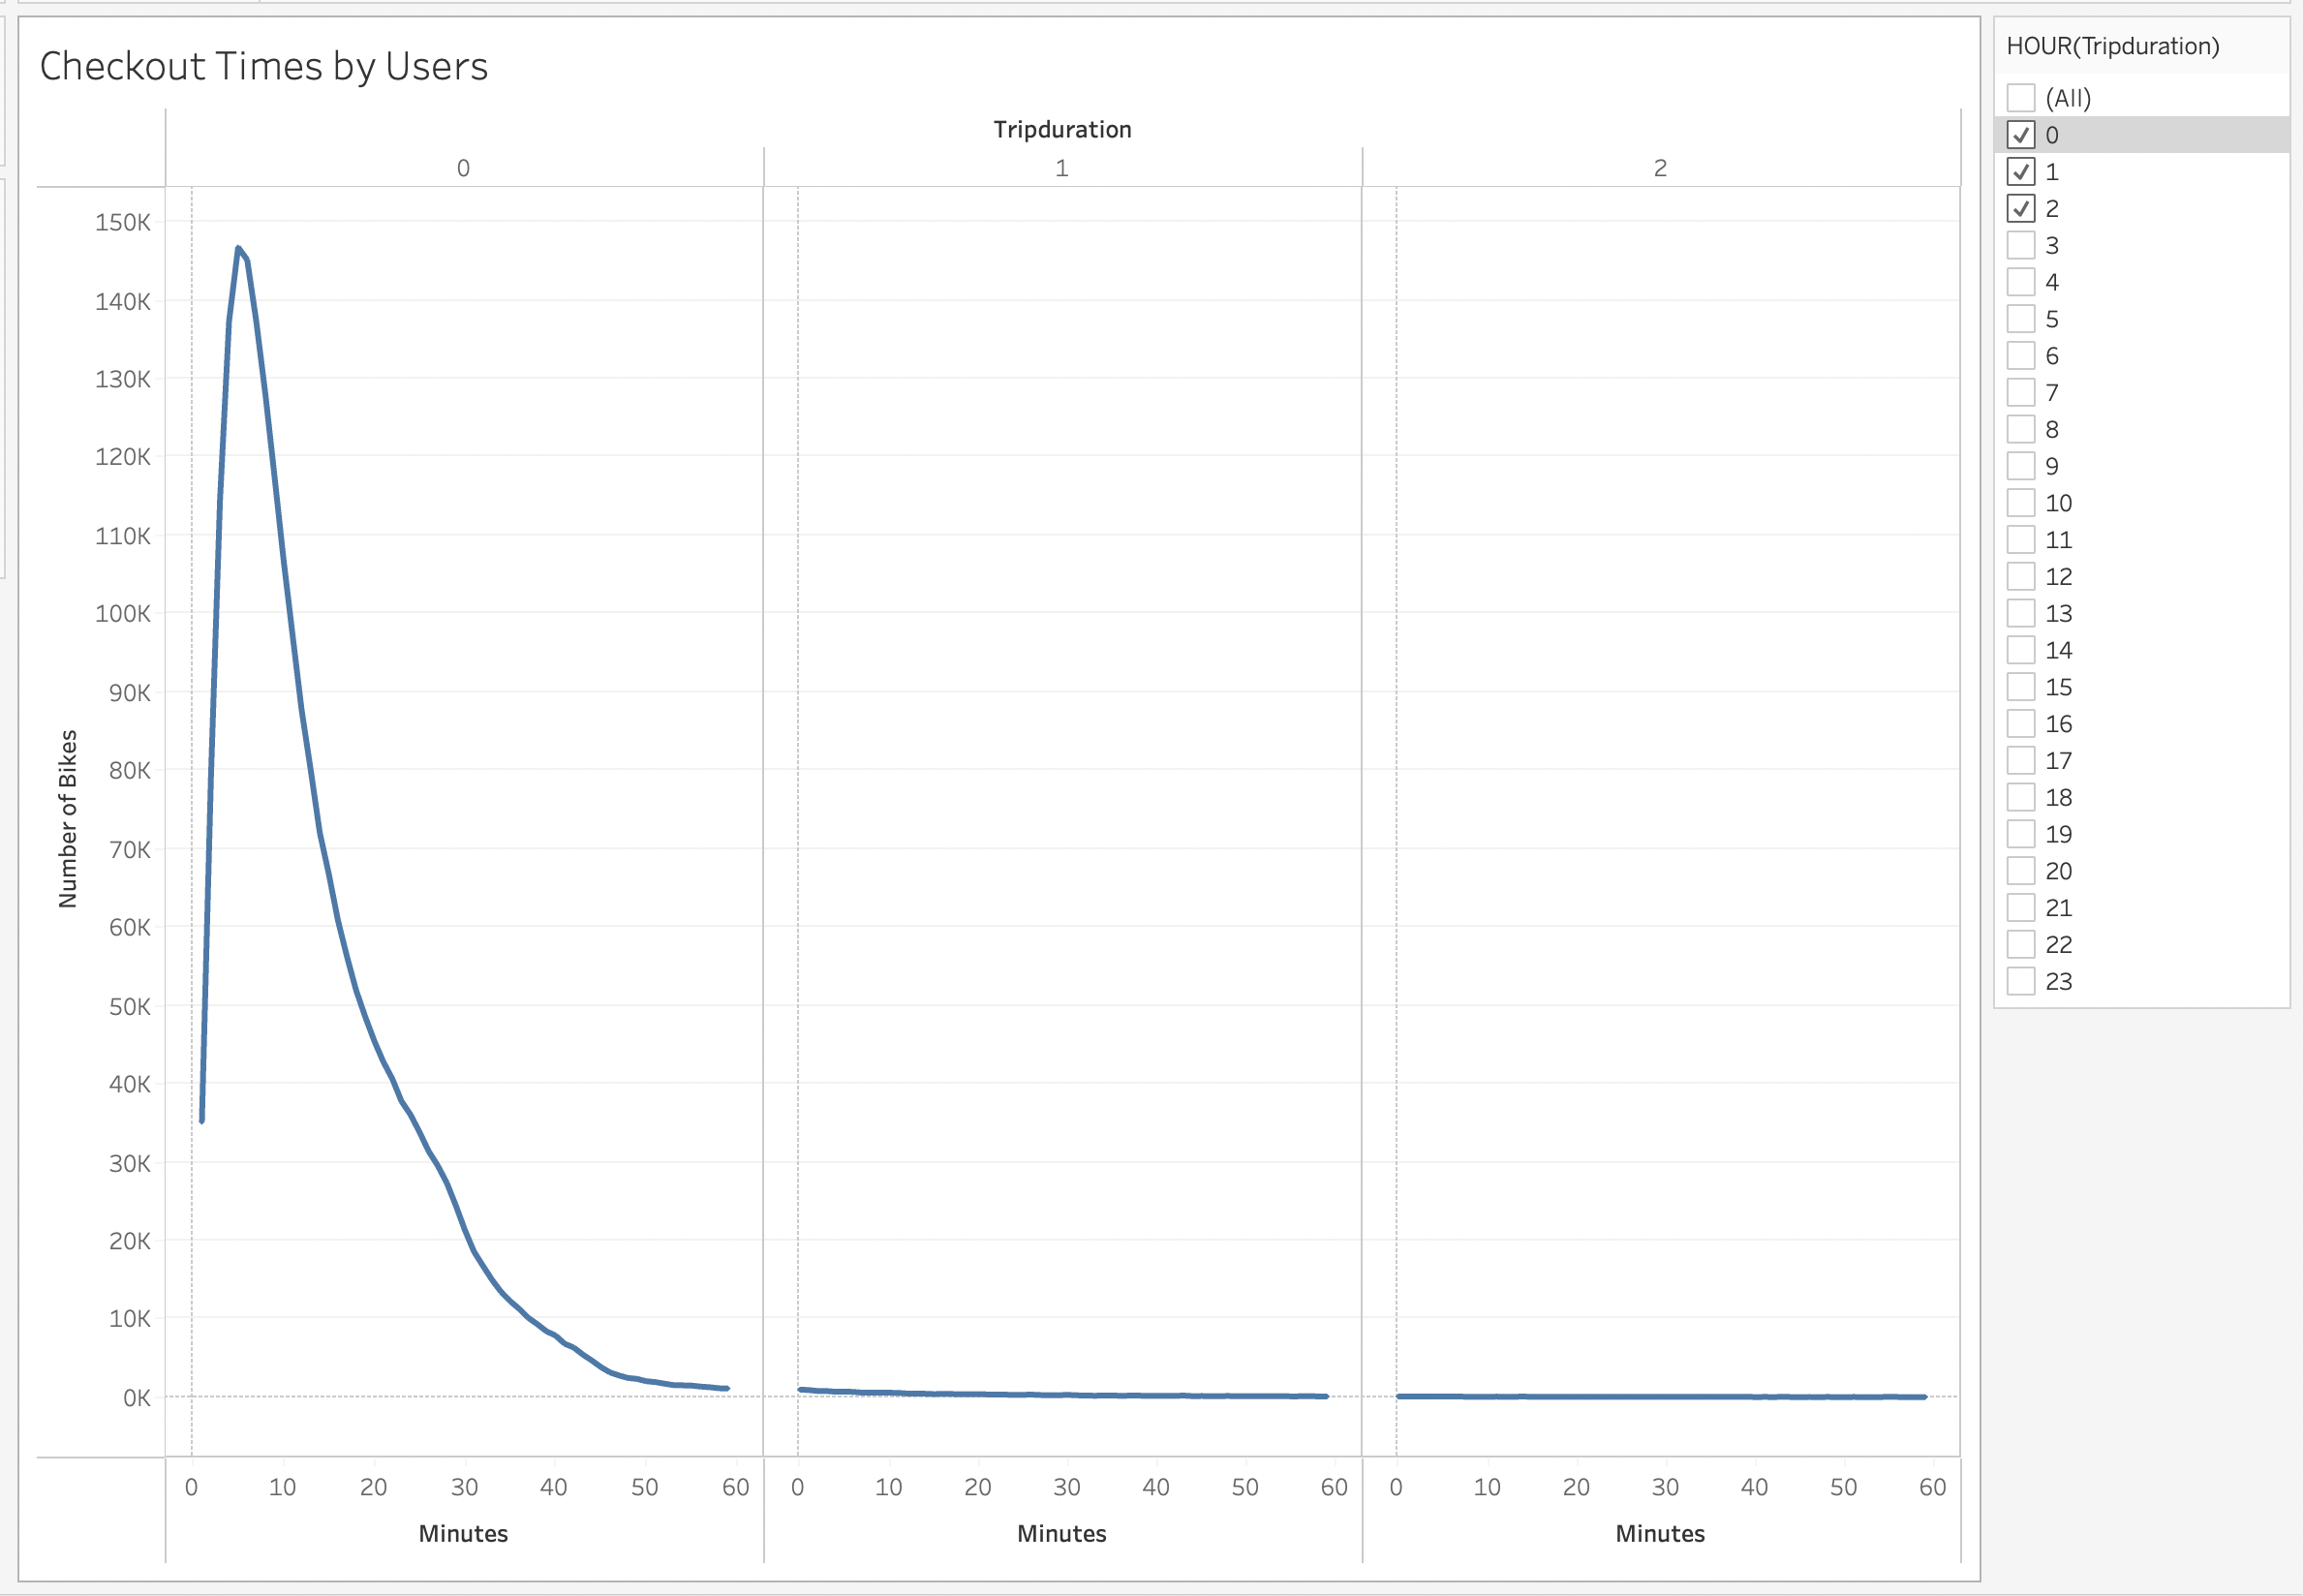 Checkout Times by Users
Tripduration
0 1 2
150K
140K
130K
120K
110K
100K
90K
80K
70K
60K
50K
40K
30K
20K
10K
0K
Number of Bikes
0 10 20 30 40 50 60 0 10 20 30 40 50 60 0 10 20 30 40 50 60
Minutes Minutes Minutes
HOUR(Tripduration)
(All)
0
1
2
3
4
5
6
7
8
9
10
11
12
13
14
15
16
17
18
19
20
21
22
23